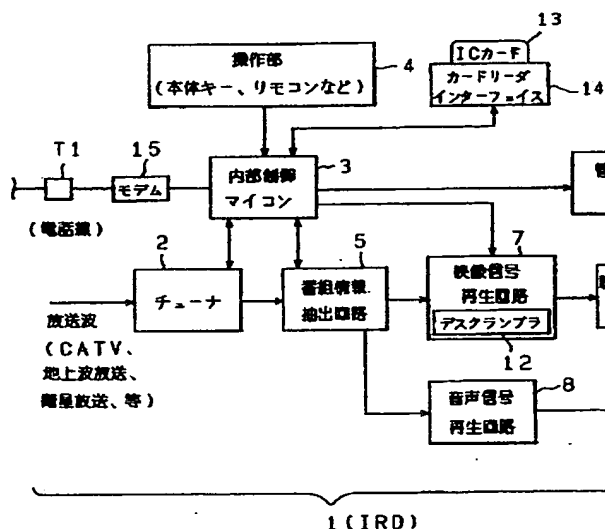 13
ICカード
操作部
(本体キー、リモコンなど)
4
カードリーダ
インターフェイス
14
T1
15
モデム
内部制御
マイコン
3
(電話線)
2
チューナ
5
番組情報
抽出回路
7
映像信号
再生回路
デスクランブラ
12
放送波
(CATV、
地上波放送、
衛星放送、等)
8
音声信号
再生回路
1(IRD)